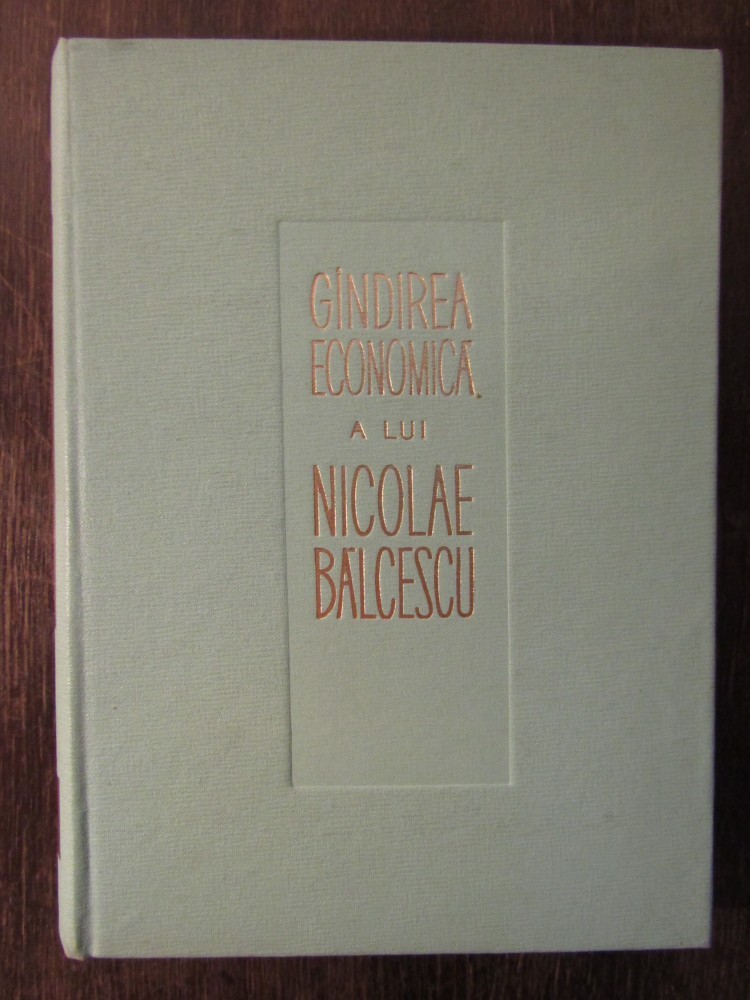 GÎNDIREA
ECONOMICĂ
A LUI
NICOLAE
BĂLCESCU